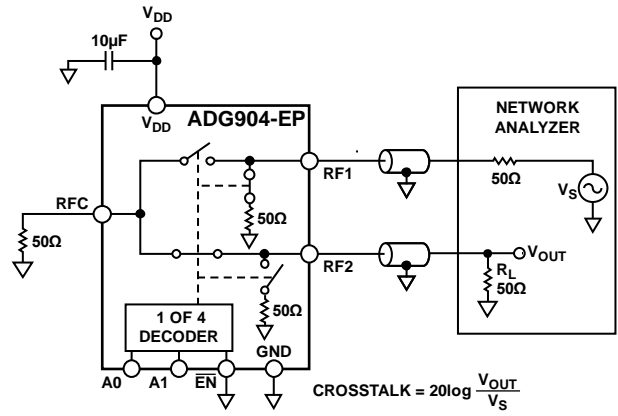 VDD
10µF
VDD
ADG904-EP
NETWORK
ANALYZER
RF1
50Ω
VS
RFC
50Ω
50Ω
RF2
VOUT
RL
50Ω
50Ω
1 OF 4
DECODER
GND
A0 A1 EN
CROSSTALK = 20log VOUT
VS